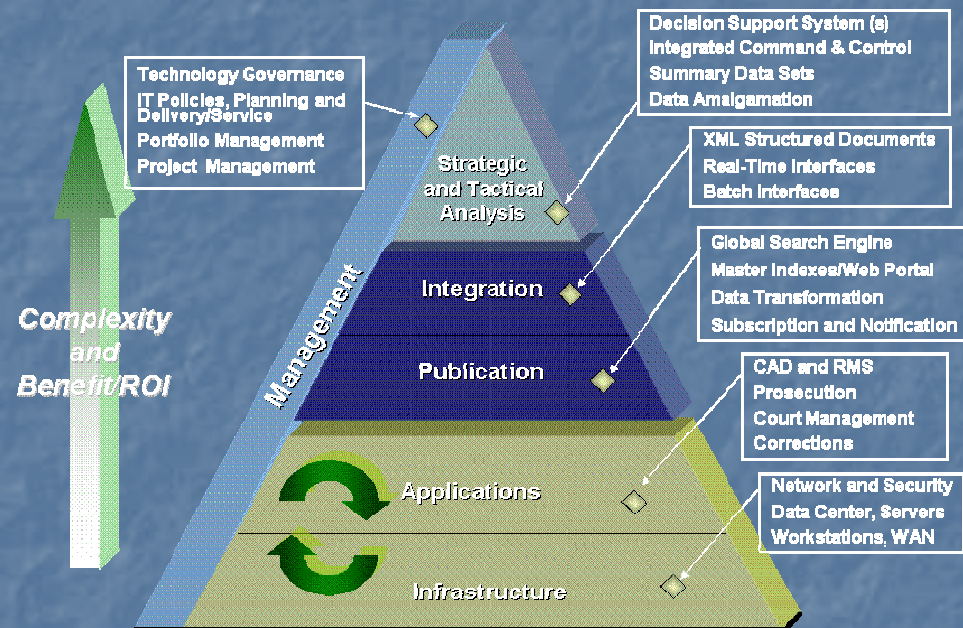 Decision Support System (s)
Integrated Command & Control
Summary Data Sets
Data Amalgamation
Technology Governance
IT Policies, Planning and
Delivery/Service
Portfolio Management
Project Management
XML Structured Documents
Real-Time Interfaces
Batch Interfaces
Strategic
and Tactical
Analysis
Global Search Engine
Master Indexes/Web Portal
Data Transformation
Subscription and Notification
Management
Integration
Complexity
and
Benefit/ROI
Publication
CAD and RMS
Prosecution
Court Management
Corrections
Applications
Network and Security
Data Center, Servers
Workstations, WAN
Infrastructure